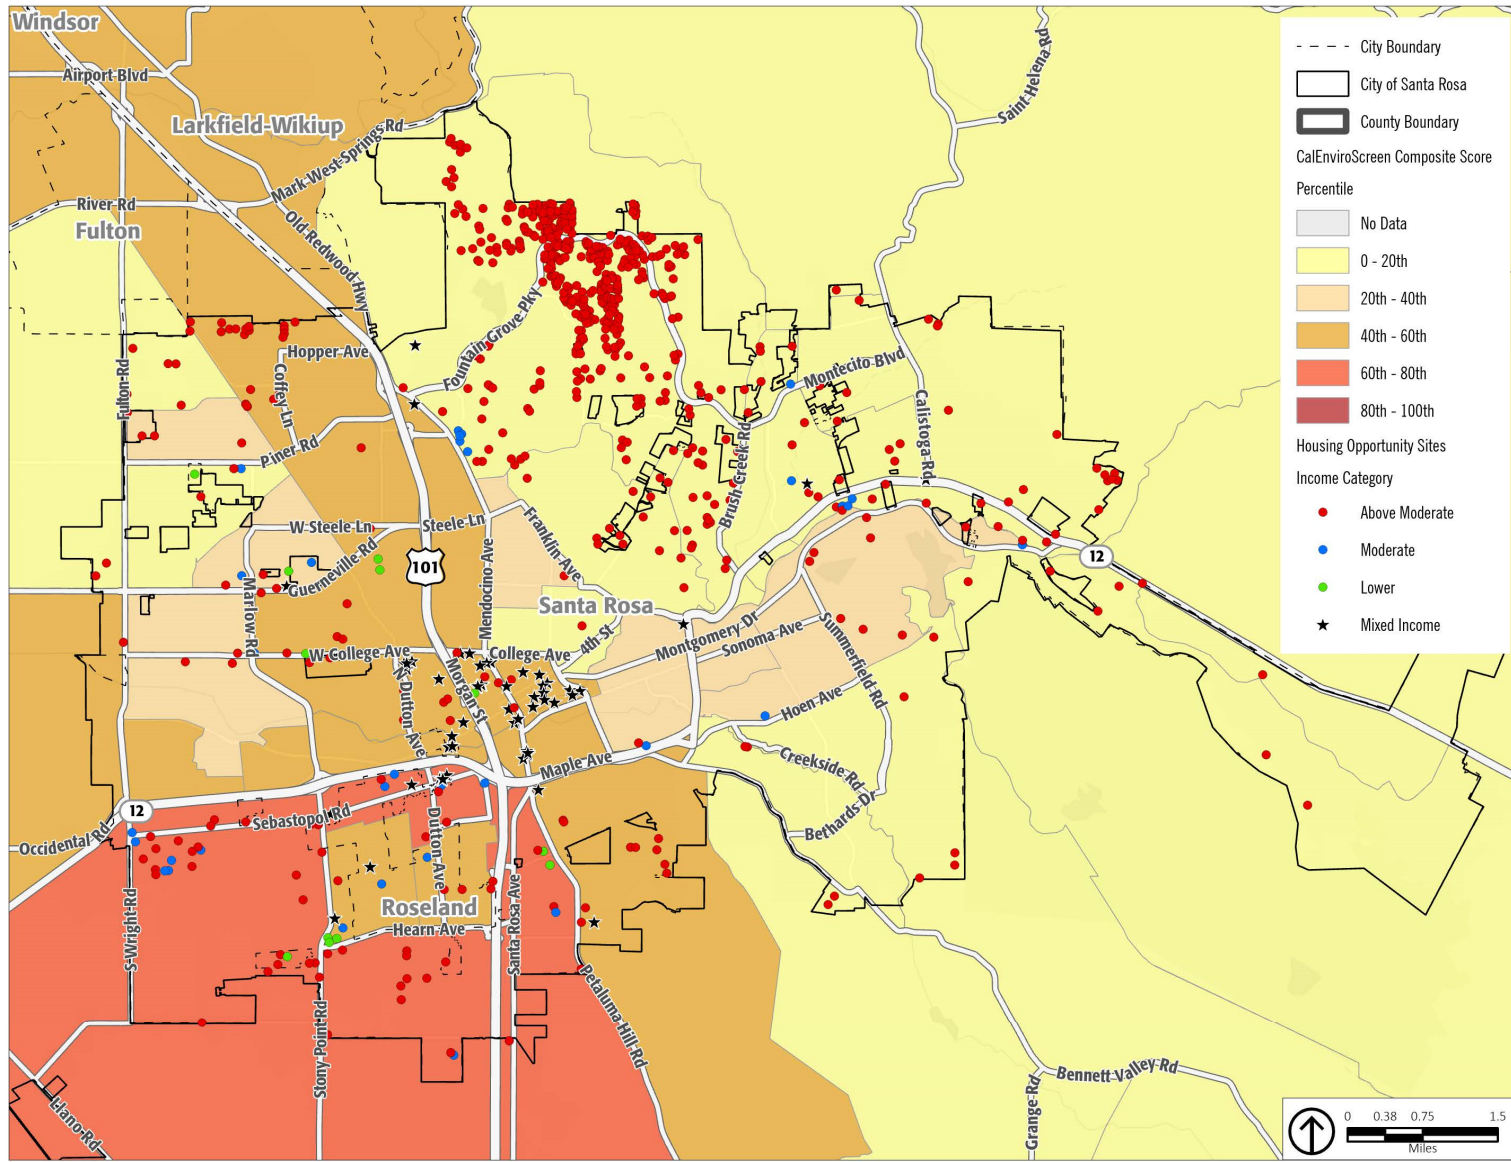 Windsor
Airport Blvd
Larkfield-Wikiup
Mark West Springs Rd
River Rd
Fulton
Old Redwood Hwy
Saint Helena Rd
Fountain Grove Pky
Hopper Ave
Fulton Rd
Coffey Ln
Piner Rd
Montecito Blvd
Calistoga Rd
Brush Creek Rd
W Steele Ln
Steele Ln
Franklin Ave
Guerneville Rd
101
12
Mendocino Ave
Marlow Rd
Santa Rosa
4th St
Montgomery Dr
Sonoma Ave
Summerfield Rd
W College Ave
College Ave
N Dutton Ave
Morgan St
Hoen Ave
Maple Ave
Creekside Rd
Bethards Dr
12
Occidental Rd
Sebastopol Rd
Dutton Ave
Roseland
Hearn Ave
S Wright Rd
Santa Rosa Ave
Stony Point Rd
Petaluma Hill Rd
Llano Rd
Grange Rd
Bennett Valley Rd
City Boundary
City of Santa Rosa
County Boundary
CalEnviroScreen Composite Score
Percentile
No Data
0 - 20th
20th - 40th
40th - 60th
60th - 80th
80th - 100th
Housing Opportunity Sites
Income Category
Above Moderate
Moderate
Lower
Mixed Income
0 0.38 0.75 1.5
Miles